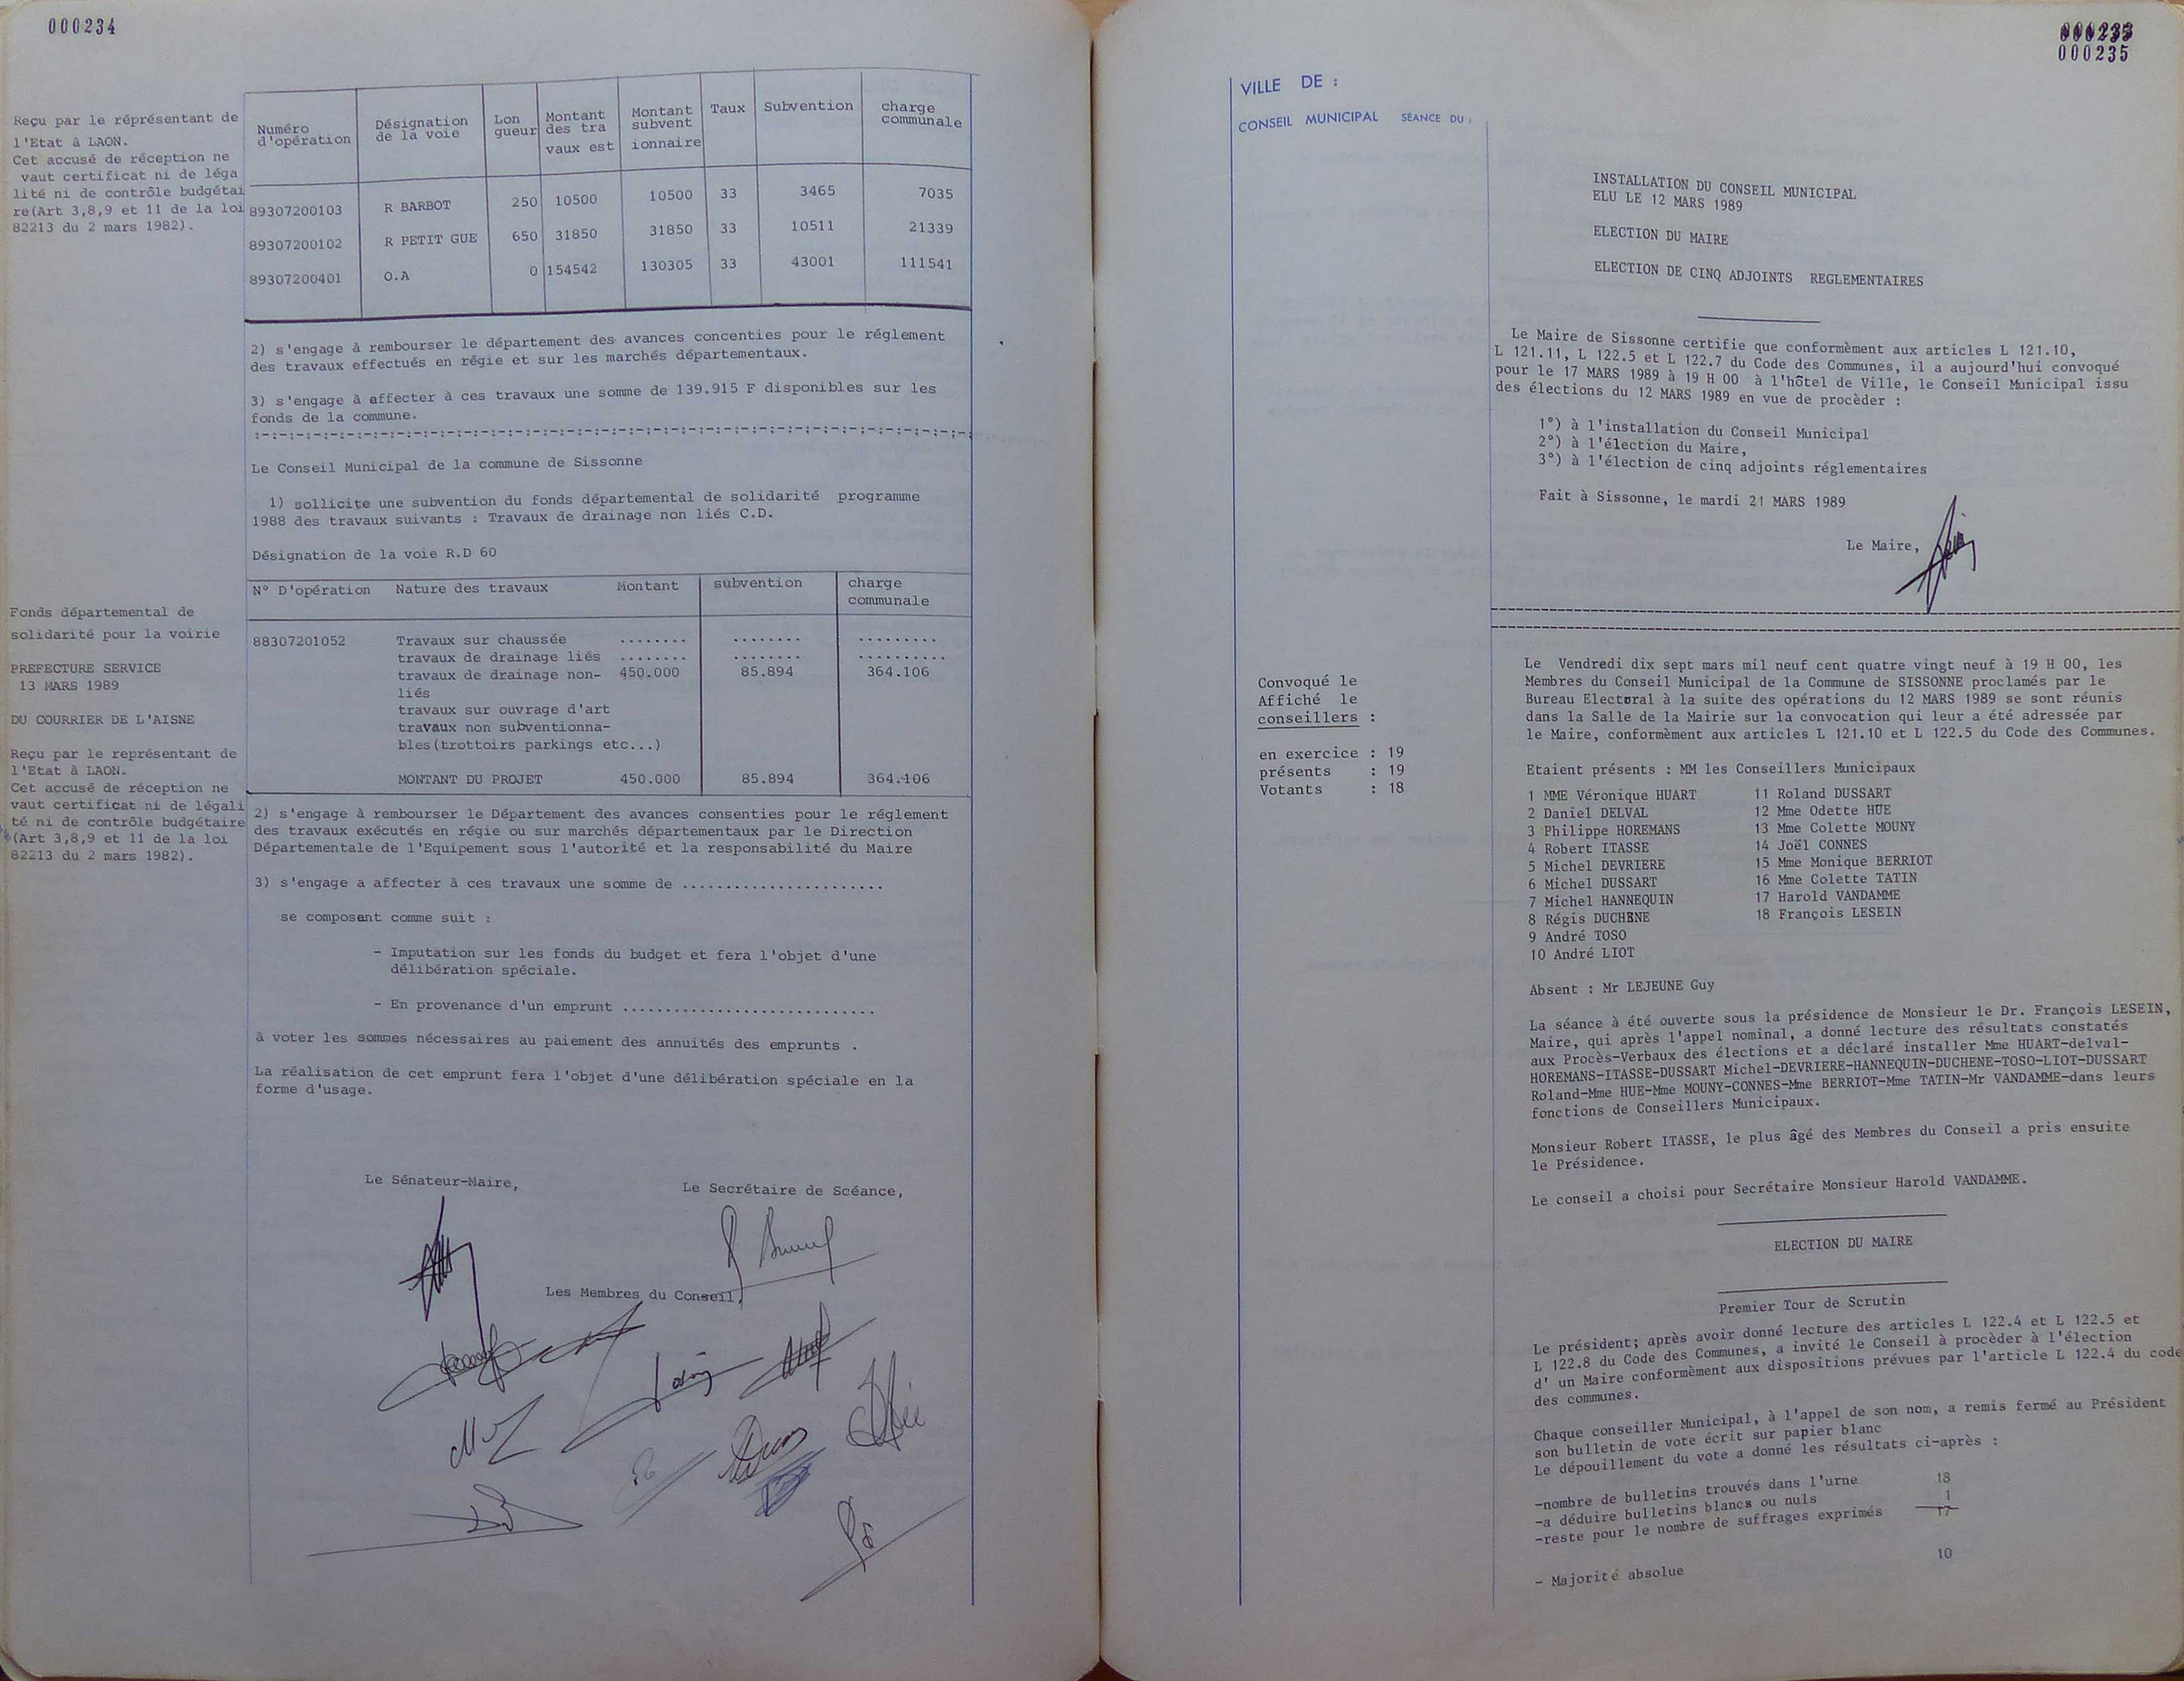 000234
Reçu par le réprésentant de
l'Etat à LAON.
Cet accusé de réception ne
vaut certificat ni de léga
lité ni de contrôle budgétai
re(Art 3,8,9 et 11 de la loi
82213 du 2 mars 1982).
Numéro d'opération | Désignation de la voie | Lon gueur | Montant des tra vaux est | Montant subvent ionnaire | Taux | Subvention | charge communale
89307200103 R BARBOT 250 10500 10500 33 3465 7035
89307200102 R PETIT GUE 650 31850 31850 33 10511 21339
89307200401 O.A 0 154542 130305 33 43001 111541
2) s'engage à rembourser le département des avances concenties pour le réglement
des travaux effectués en régie et sur les marchés départementaux.
3) s'engage à affecter à ces travaux une somme de 139.915 F disponibles sur les
fonds de la commune.
Le Conseil Municipal de la commune de Sissonne
1) sollicite une subvention du fonds départemental de solidarité programme
1988 des travaux suivants : Travaux de drainage non liés C.D.
Désignation de la voie R.D 60
Fonds départemental de
solidarité pour la voirie
PREFECTURE SERVICE
13 MARS 1989
DU COURRIER DE L'AISNE
Reçu par le représentant de
l'Etat à LAON.
Cet accusé de réception ne
vaut certificat ni de légali
té ni de contrôle budgétaire
(Art 3,8,9 et 11 de la loi
82213 du 2 mars 1982).
N° D'opération Nature des travaux Montant subvention charge
communale
88307201052 Travaux sur chaussée ........ ........ .........
travaux de drainage liés ........ ........ ..........
travaux de drainage non- 450.000 85.894 364.106
liés
travaux sur ouvrage d'art
travaux non subventionna-
bles(trottoirs parkings etc...)
MONTANT DU PROJET 450.000 85.894 364.106
2) s'engage à rembourser le Département des avances consenties pour le réglement
des travaux exécutés en régie ou sur marchés départementaux par le Direction
Départementale de l'Equipement sous l'autorité et la responsabilité du Maire
3) s'engage a affecter à ces travaux une somme de ........................
se composent comme suit :
- Imputation sur les fonds du budget et fera l'objet d'une
délibération spéciale.
- En provenance d'un emprunt ..............................
à voter les sommes nécessaires au paiement des annuités des emprunts .
La réalisation de cet emprunt fera l'objet d'une délibération spéciale en la
forme d'usage.
Le Sénateur-Maire,
Le Secrétaire de Scéance,
Les Membres du Conseil,
000235
VILLE DE :
CONSEIL MUNICIPAL SÉANCE DU :
INSTALLATION DU CONSEIL MUNICIPAL
ELU LE 12 MARS 1989
ELECTION DU MAIRE
ELECTION DE CINQ ADJOINTS REGLEMENTAIRES
Le Maire de Sissonne certifie que conformèment aux articles L 121.10,
L 121.11, L 122.5 et L 122.7 du Code des Communes, il a aujourd'hui convoqué
pour le 17 MARS 1989 à 19 H 00 à l'hôtel de Ville, le Conseil Municipal issu
des élections du 12 MARS 1989 en vue de procèder :
1°) à l'installation du Conseil Municipal
2°) à l'élection du Maire,
3°) à l'élection de cinq adjoints réglementaires
Fait à Sissonne, le mardi 21 MARS 1989
Le Maire,
Convoqué le
Affiché le
conseillers :
en exercice : 19
présents : 19
Votants : 18
Le Vendredi dix sept mars mil neuf cent quatre vingt neuf à 19 H 00, les
Membres du Conseil Municipal de la Commune de SISSONNE proclamés par le
Bureau Electoral à la suite des opérations du 12 MARS 1989 se sont réunis
dans la Salle de la Mairie sur la convocation qui leur a été adressée par
le Maire, conformèment aux articles L 121.10 et L 122.5 du Code des Communes.
Etaient présents : MM les Conseillers Municipaux
1 MME Véronique HUART
2 Daniel DELVAL
3 Philippe HOREMANS
4 Robert ITASSE
5 Michel DEVRIERE
6 Michel DUSSART
7 Michel HANNEQUIN
8 Régis DUCHENE
9 André TOSO
10 André LIOT
11 Roland DUSSART
12 Mme Odette HUE
13 Mme Colette MOUNY
14 Joël CONNES
15 Mme Monique BERRIOT
16 Mme Colette TATIN
17 Harold VANDAMME
18 François LESEIN
Absent : Mr LEJEUNE Guy
La séance à été ouverte sous la présidence de Monsieur le Dr. François LESEIN,
Maire, qui après l'appel nominal, a donné lecture des résultats constatés
aux Procès-Verbaux des élections et a déclaré installer Mme HUART-delval-
HOREMANS-ITASSE-DUSSART Michel-DEVRIERE-HANNEQUIN-DUCHENE-TOSO-LIOT-DUSSART
Roland-Mme HUE-Mme MOUNY-CONNES-Mme BERRIOT-Mme TATIN-Mr VANDAMME-dans leurs
fonctions de Conseillers Municipaux.
Monsieur Robert ITASSE, le plus âgé des Membres du Conseil a pris ensuite
le Présidence.
Le conseil a choisi pour Secrétaire Monsieur Harold VANDAMME.
ELECTION DU MAIRE
Premier Tour de Scrutin
Le président; après avoir donné lecture des articles L 122.4 et L 122.5 et
L 122.8 du Code des Communes, a invité le Conseil à procèder à l'élection
d' un Maire conformèment aux dispositions prévues par l'article L 122.4 du code
des communes.
Chaque conseiller Municipal, à l'appel de son nom, a remis fermé au Président
son bulletin de vote écrit sur papier blanc
Le dépouillement du vote a donné les résultats ci-après :
-nombre de bulletins trouvés dans l'urne 18
-a déduire bulletins blancs ou nuls 1
-reste pour le nombre de suffrages exprimés 17
- Majorité absolue 10